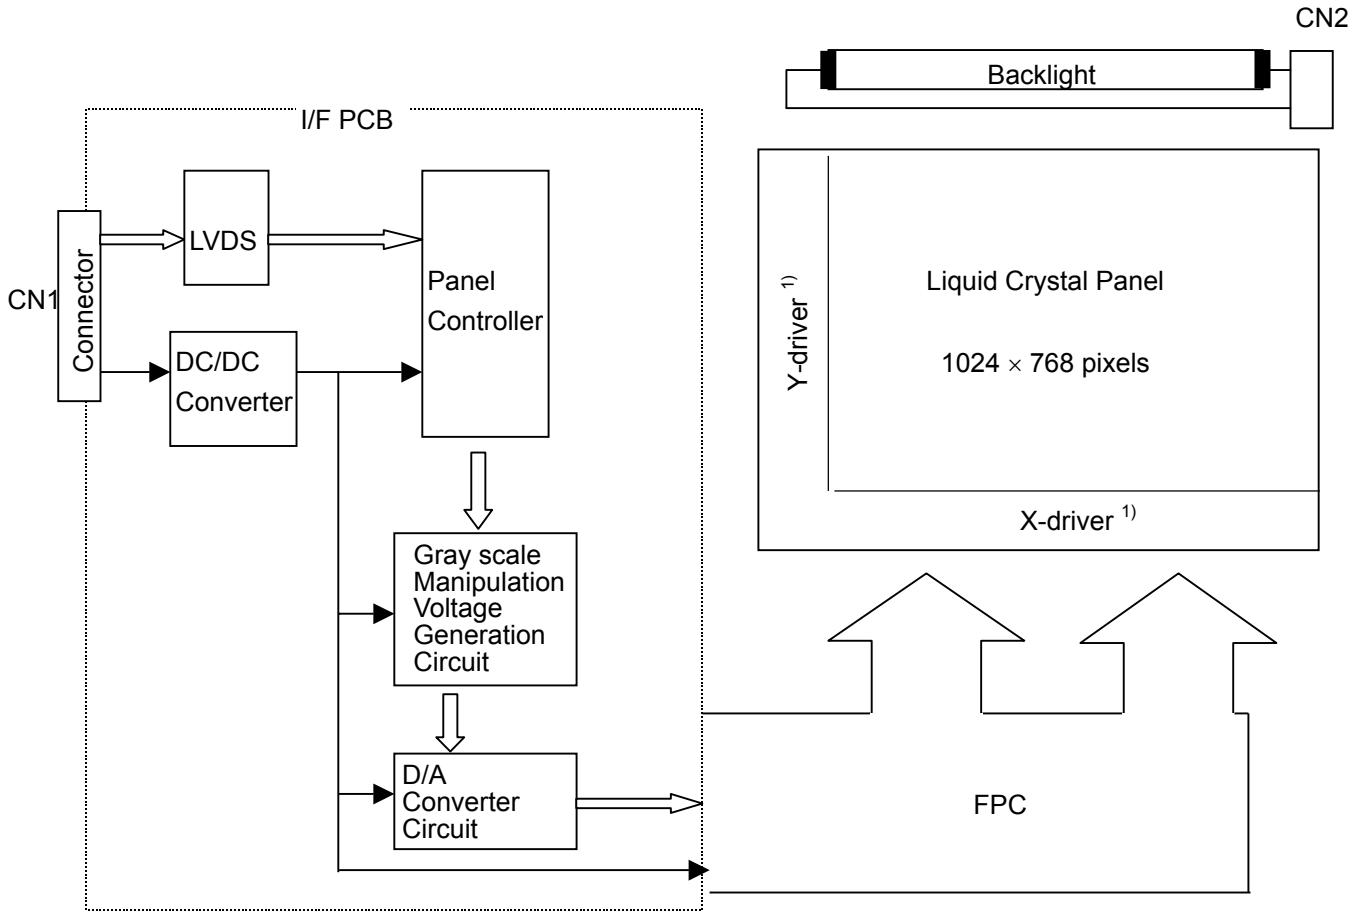 CN2
Backlight
I/F PCB
LVDS
Panel
Controller
CN1
Connector
DC/DC
Converter
Gray scale
Manipulation
Voltage
Generation
Circuit
D/A
Converter
Circuit
Liquid Crystal Panel
1024 × 768 pixels
Y-driver 1)
X-driver 1)
FPC